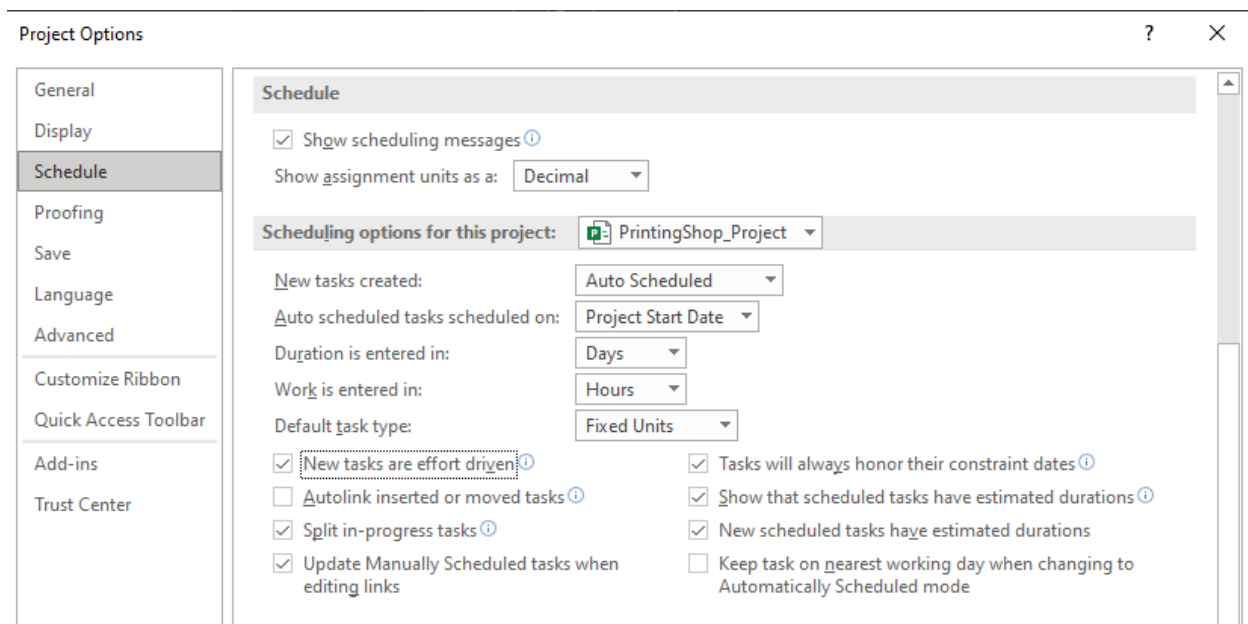 Project Options
?
General
Display
Schedule
Proofing
Save
Language
Advanced
Customize Ribbon
Quick Access Toolbar
Add-ins
Trust Center
Schedule
Show scheduling messages
Show assignment units as a: Decimal
Scheduling options for this project: PrintingShop_Project
New tasks created: Auto Scheduled
Auto scheduled tasks scheduled on: Project Start Date
Duration is entered in: Days
Work is entered in: Hours
Default task type: Fixed Units
New tasks are effort driven
Autolink inserted or moved tasks
Split in-progress tasks
Update Manually Scheduled tasks when
editing links
Tasks will always honor their constraint dates
Show that scheduled tasks have estimated durations
New scheduled tasks have estimated durations
Keep task on nearest working day when changing to
Automatically Scheduled mode